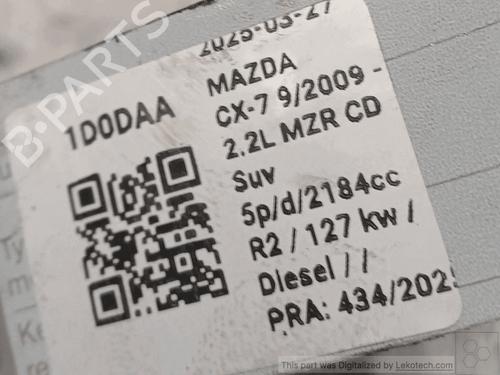 2025-03-27
1D0DAA
MAZDA
CX-7 9/2009 -
2.2L MZR CD
Suv
5p/d/2184cc
R2 / 127 kw /
Diesel / /
PRA: 434/2025
B-PARTS
This part was Digitalized by Lekotech.com